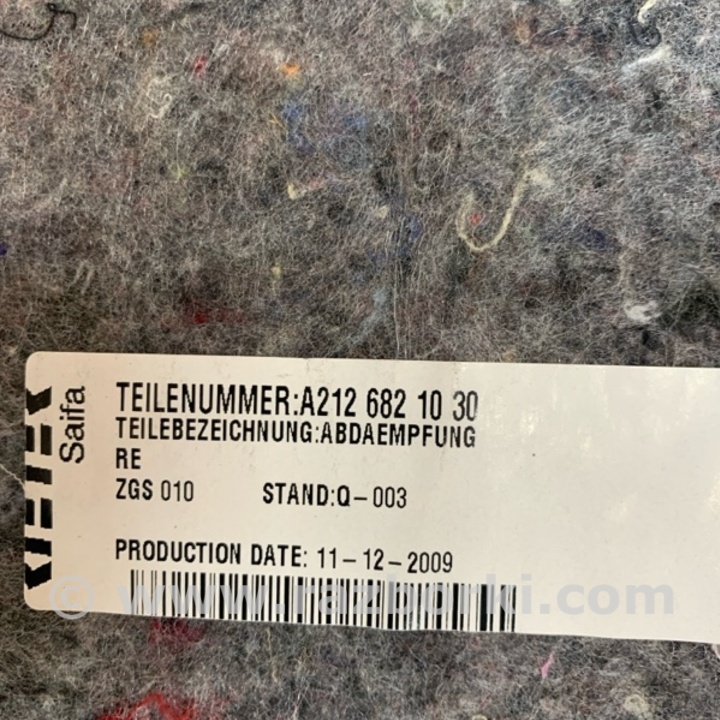 Saifa
TEILENUMMER:A212 682 10 30
TEILEBEZEICHNUNG:ABDAEMPFUNG
RE
ZGS 010 STAND:Q-003
PRODUCTION DATE: 11-12-2009
© www.razborki.com